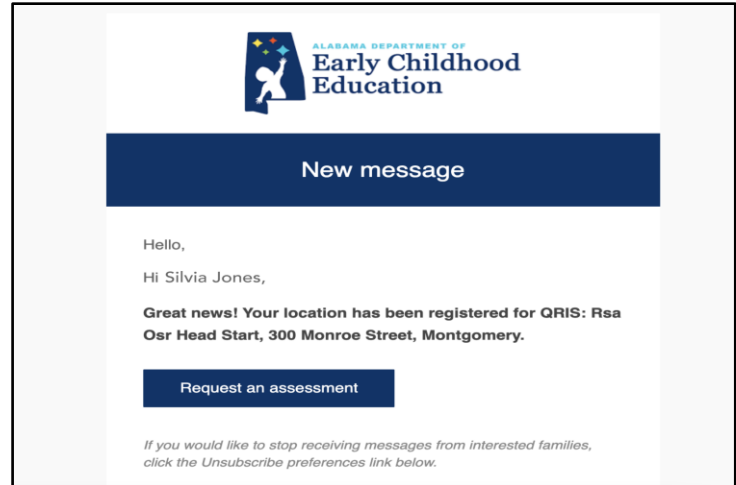 ALABAMA DEPARTMENT OF
Early Childhood
Education
New message
Hello,
Hi Silvia Jones,
Great news! Your location has been registered for QRIS: Rsa
Osr Head Start, 300 Monroe Street, Montgomery.
Request an assessment
If you would like to stop receiving messages from interested families,
click the Unsubscribe preferences link below.